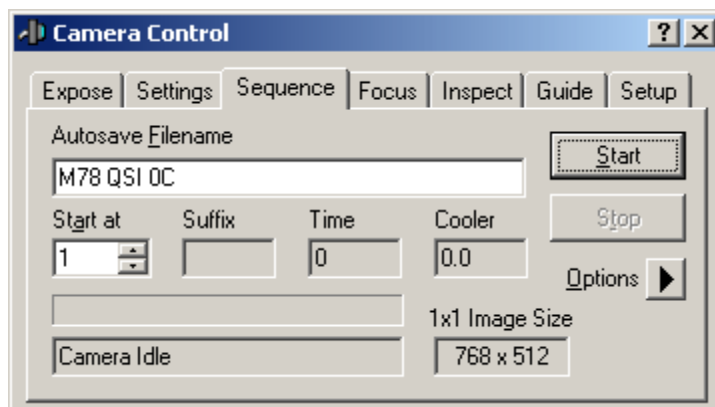 Camera Control
Expose Settings Sequence Focus Inspect Guide Setup
Autosave Filename
M78 QSI 0C
Start
Start at Suffix Time Cooler
Stop
1 0 0.0
Options
1x1 Image Size
Camera Idle 768 x 512